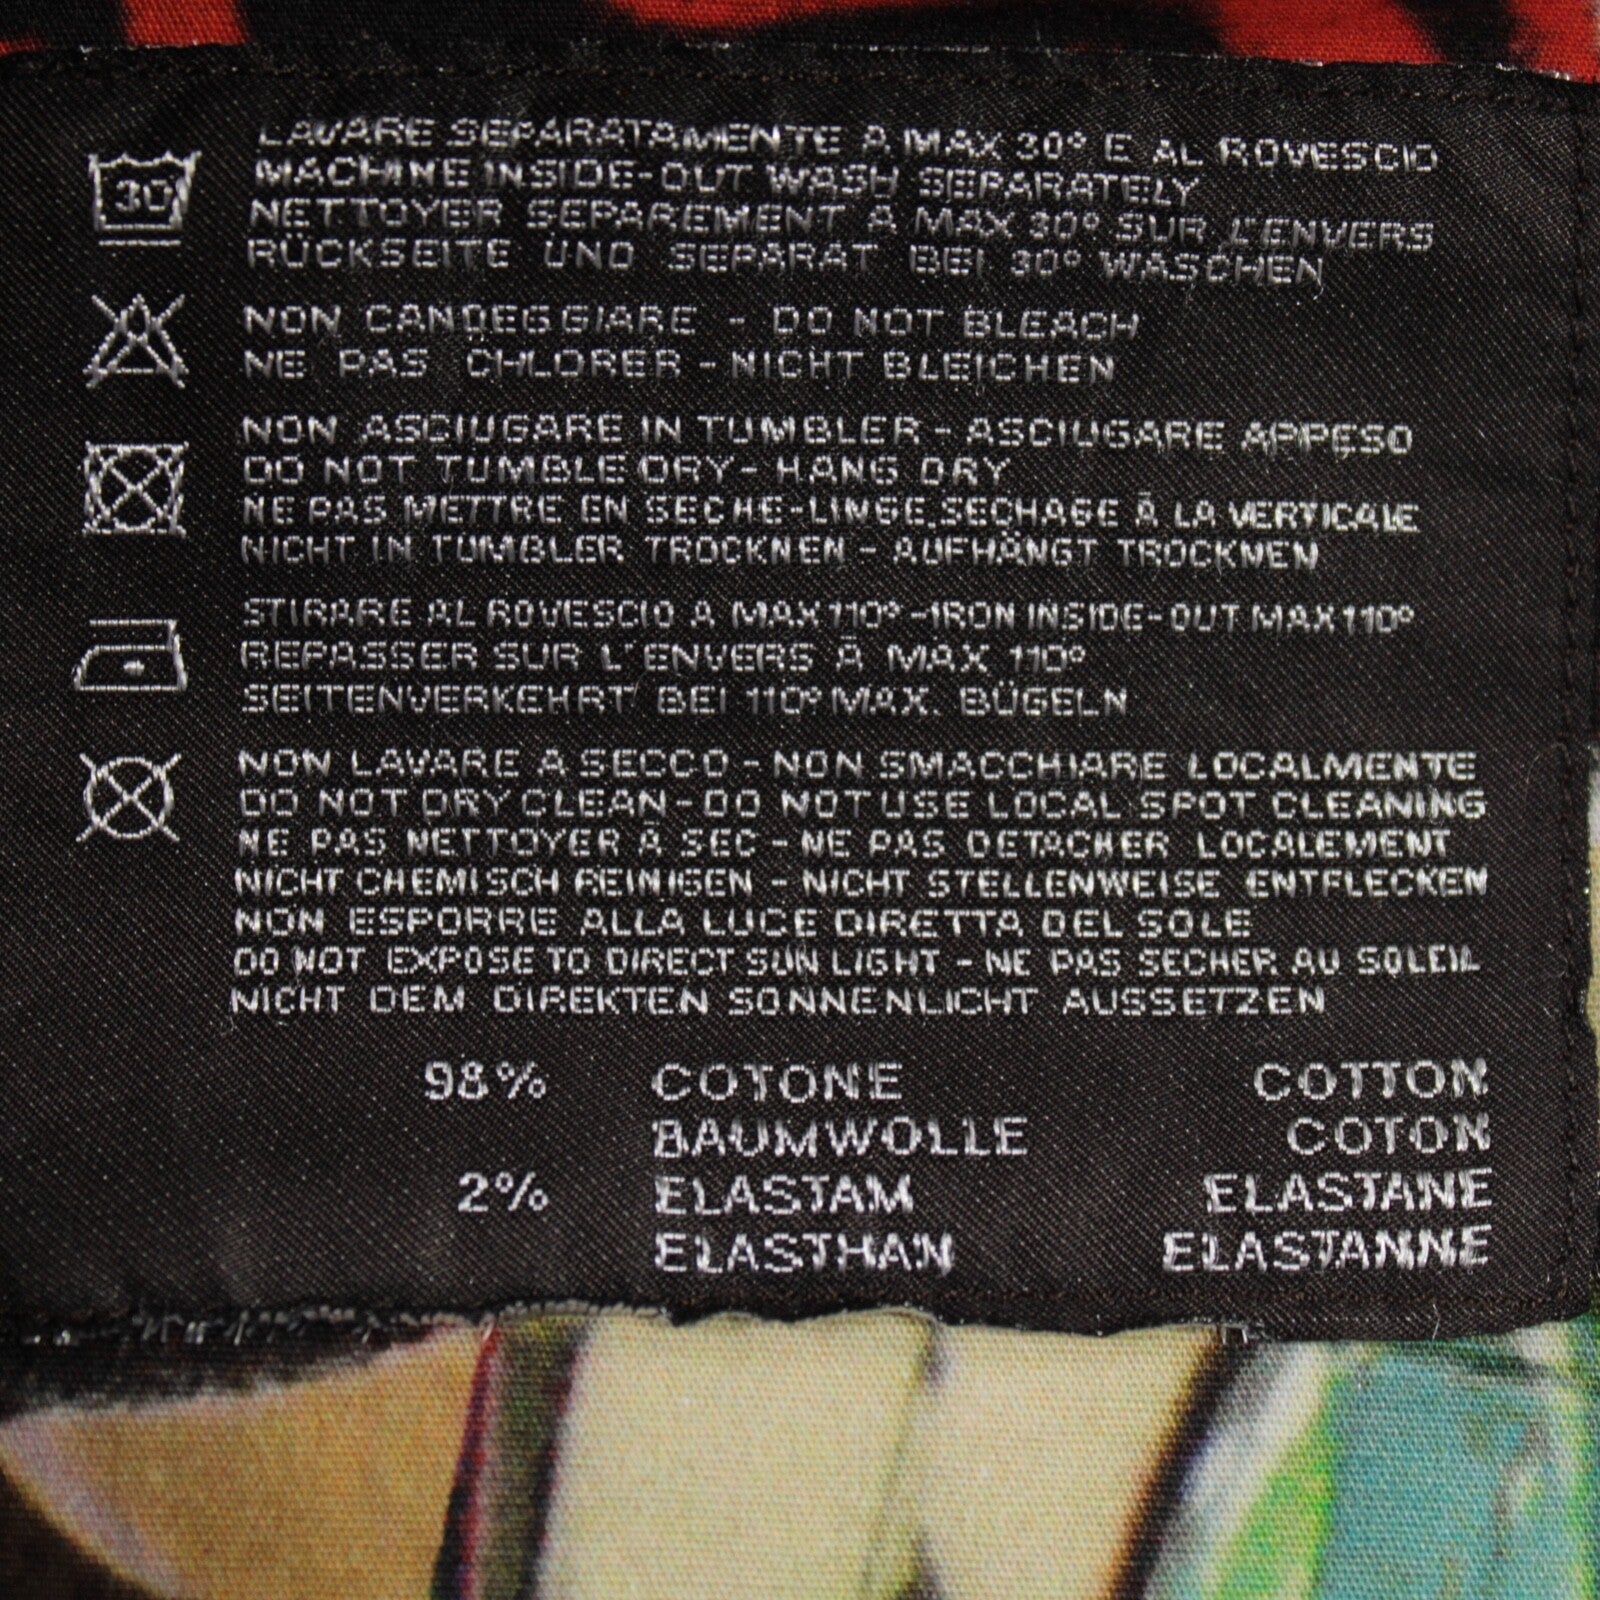 LAVARE SEPARATAMENTE A MAX 30° E AL ROVESCIO
30
MACHINE INSIDE-OUT WASH SEPARATELY
NETTOYER SEPAREMENT À MAX 30° SUR L'ENVERS
RÜCKSEITE UND SEPARAT BEI 30° WASCHEN
NON CANDEGGIARE - DO NOT BLEACH
NE PAS CHLORER - NICHT BLEICHEN
NON ASCIUGARE IN TUMBLER - ASCIUGARE APPESO
DO NOT TUMBLE DRY - HANG DRY
NE PAS METTRE EN SECHE-LINGE,SECHAGE À LA VERTICALE
NICHT IN TUMBLER TROCKNEN - AUFHÄNGT TROCKNEN
STIRARE AL ROVESCIO A MAX 110° - IRON INSIDE-OUT MAX 110°
REPASSER SUR L'ENVERS À MAX 110°
SEITENVERKEHRT BEI 110° MAX. BÜGELN
NON LAVARE A SECCO - NON SMACCHIARE LOCALMENTE
DO NOT DRY CLEAN - DO NOT USE LOCAL SPOT CLEANING
NE PAS NETTOYER À SEC - NE PAS DETACHER LOCALEMENT
NICHT CHEMISCH REINIGEN - NICHT STELLENWEISE ENTFLECKEN
NON ESPORRE ALLA LUCE DIRETTA DEL SOLE
DO NOT EXPOSE TO DIRECT SUN LIGHT - NE PAS SECHER AU SOLEIL
NICHT DEM DIREKTEN SONNENLICHT AUSSETZEN
98% COTONE COTTON
BAUMWOLLE COTON
2% ELASTAM ELASTANE
ELASTHAN ELASTANNE